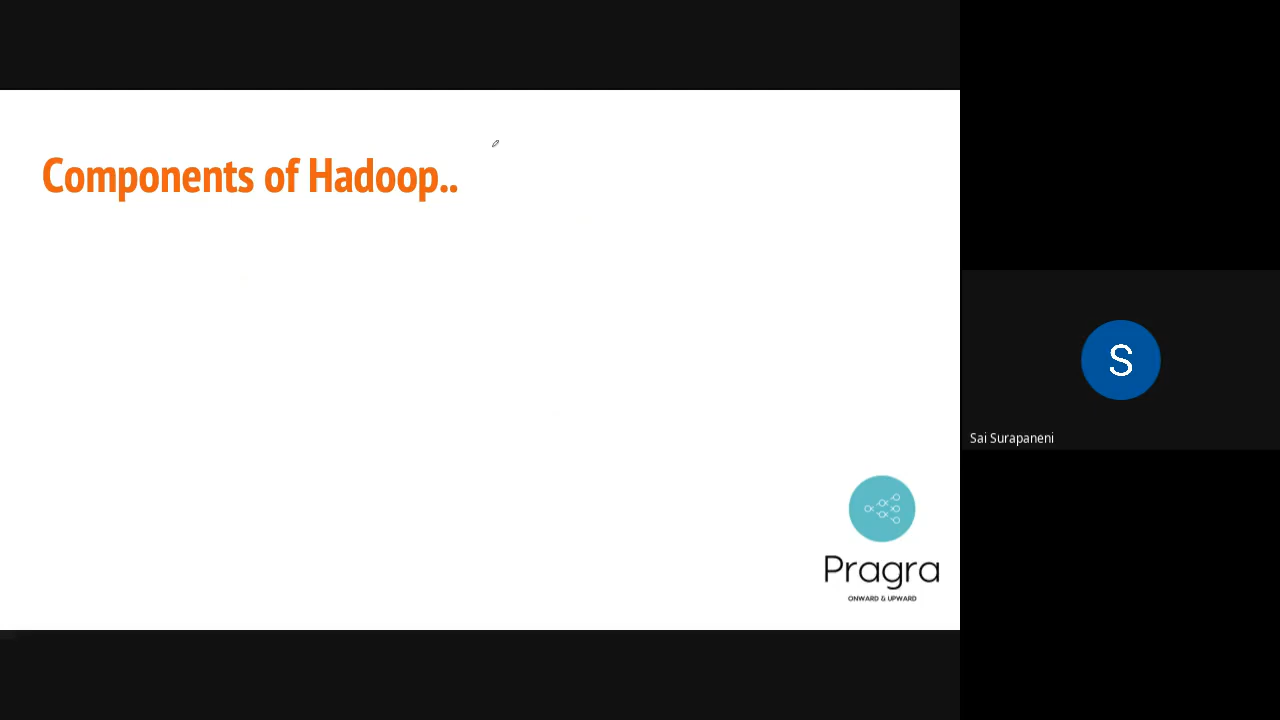 Components of Hadoop..
S
Sai Surapaneni
Pragra
ONWARD & UPWARD